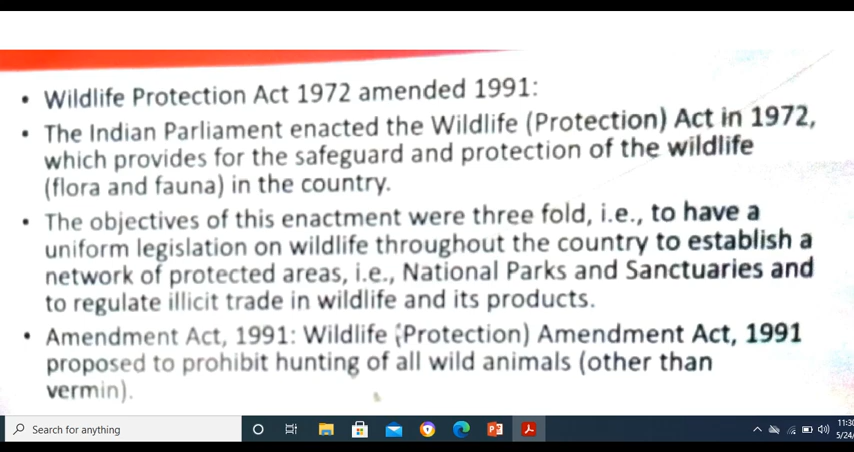 • Wildlife Protection Act 1972 amended 1991:
• The Indian Parliament enacted the Wildlife (Protection) Act in 1972,
which provides for the safeguard and protection of the wildlife
(flora and fauna) in the country.
• The objectives of this enactment were three fold, i.e., to have a
uniform legislation on wildlife throughout the country to establish a
network of protected areas, i.e., National Parks and Sanctuaries and
to regulate illicit trade in wildlife and its products.
• Amendment Act, 1991: Wildlife (Protection) Amendment Act, 1991
proposed to prohibit hunting of all wild animals (other than
vermin).
Search for anything
11:30
5/24/